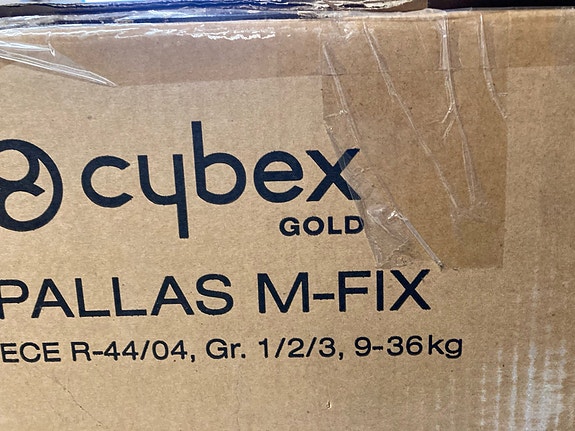 cybex
GOLD
PALLAS M-FIX
ECE R-44/04, Gr. 1/2/3, 9-36kg